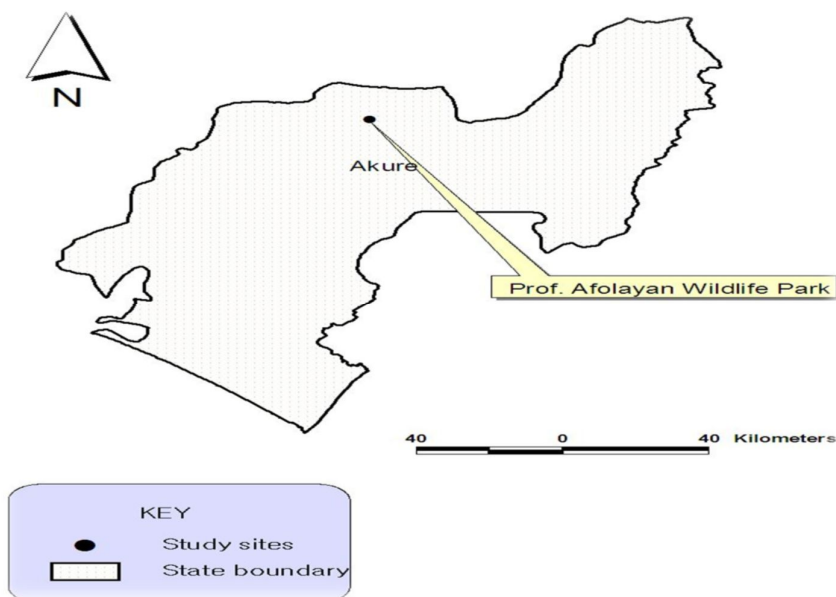 N
Akure
Prof. Afolayan Wildlife Park
40 0 40 Kilometers
KEY
Study sites
State boundary